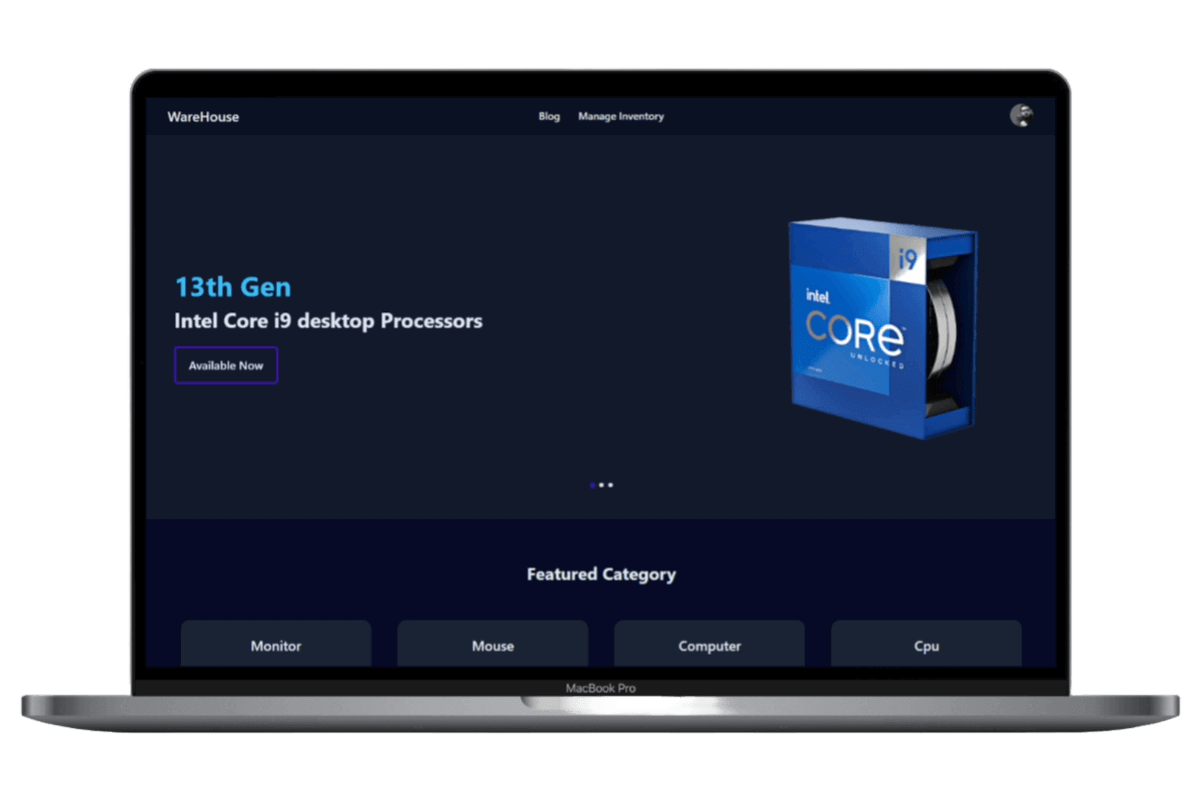 WareHouse
Blog
Manage Inventory
13th Gen
Intel Core i9 desktop Processors
Available Now
i9
intel.
CORE
UNLOCKED
Featured Category
Monitor
Mouse
Computer
Cpu
MacBook Pro